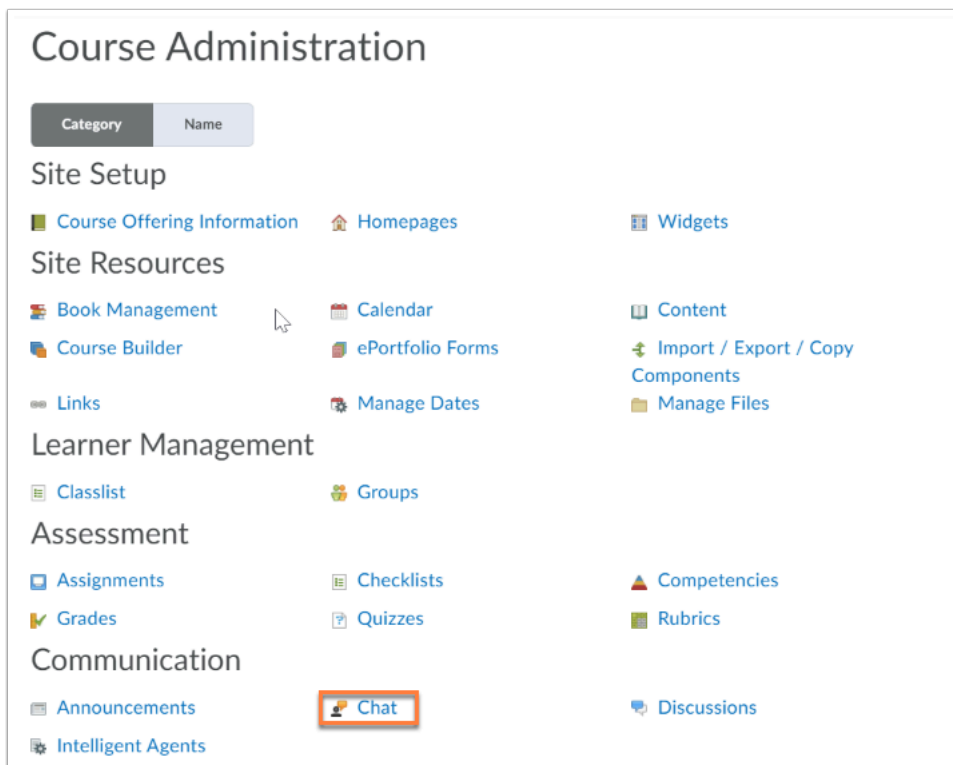 Course Administration
Category Name
Site Setup
Course Offering Information Homepages Widgets
Site Resources
Book Management Calendar Content
Course Builder ePortfolio Forms Import / Export / Copy
Components
Links Manage Dates Manage Files
Learner Management
Classlist Groups
Assessment
Assignments Checklists Competencies
Grades Quizzes Rubrics
Communication
Announcements Chat Discussions
Intelligent Agents